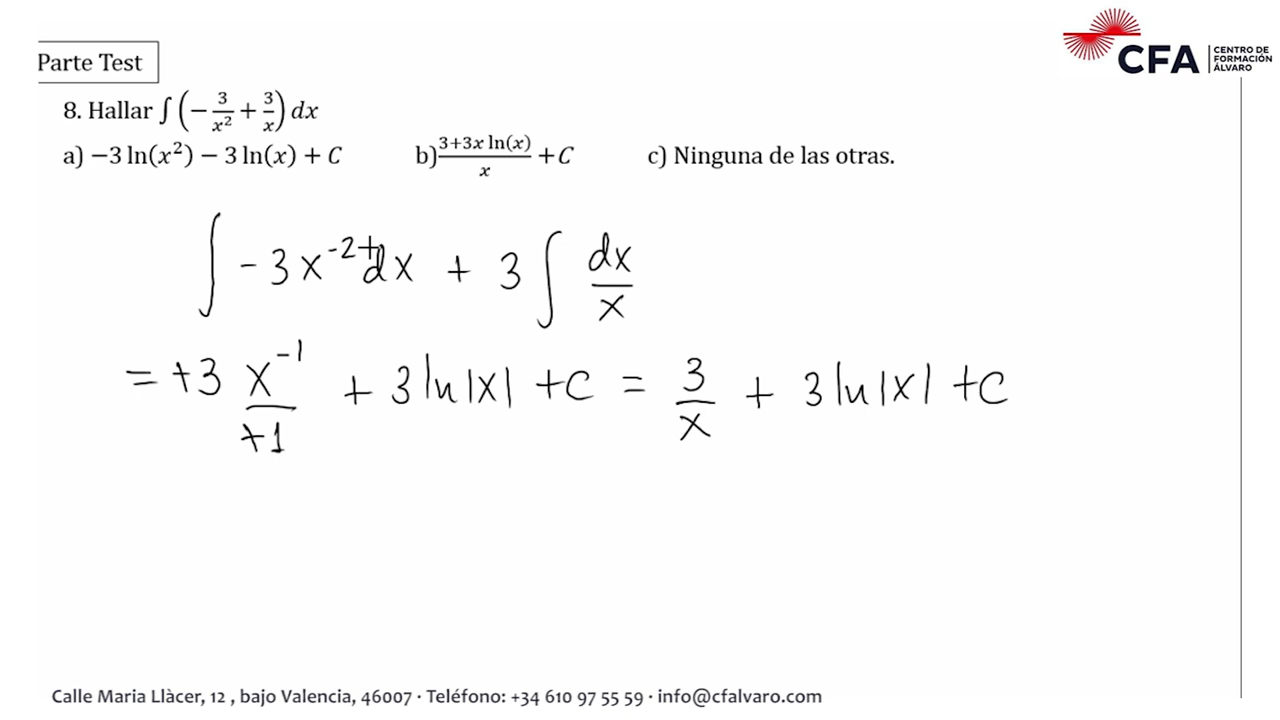 Parte Test
CFA CENTRO DE FORMACIÓN ÁLVARO
8. Hallar ∫(−3/x² + 3/x) dx
a) −3 ln(x²) − 3 ln(x) + C b) (3+3x ln(x))/x + C c) Ninguna de las otras.
∫ -3x⁻²⁺ dx + 3 ∫ dx/x
= +3 x⁻¹/+1 + 3 ln|x| + C = 3/x + 3 ln|x| + C
Calle Maria Llàcer, 12 , bajo Valencia, 46007 · Teléfono: +34 610 97 55 59 · info@cfalvaro.com